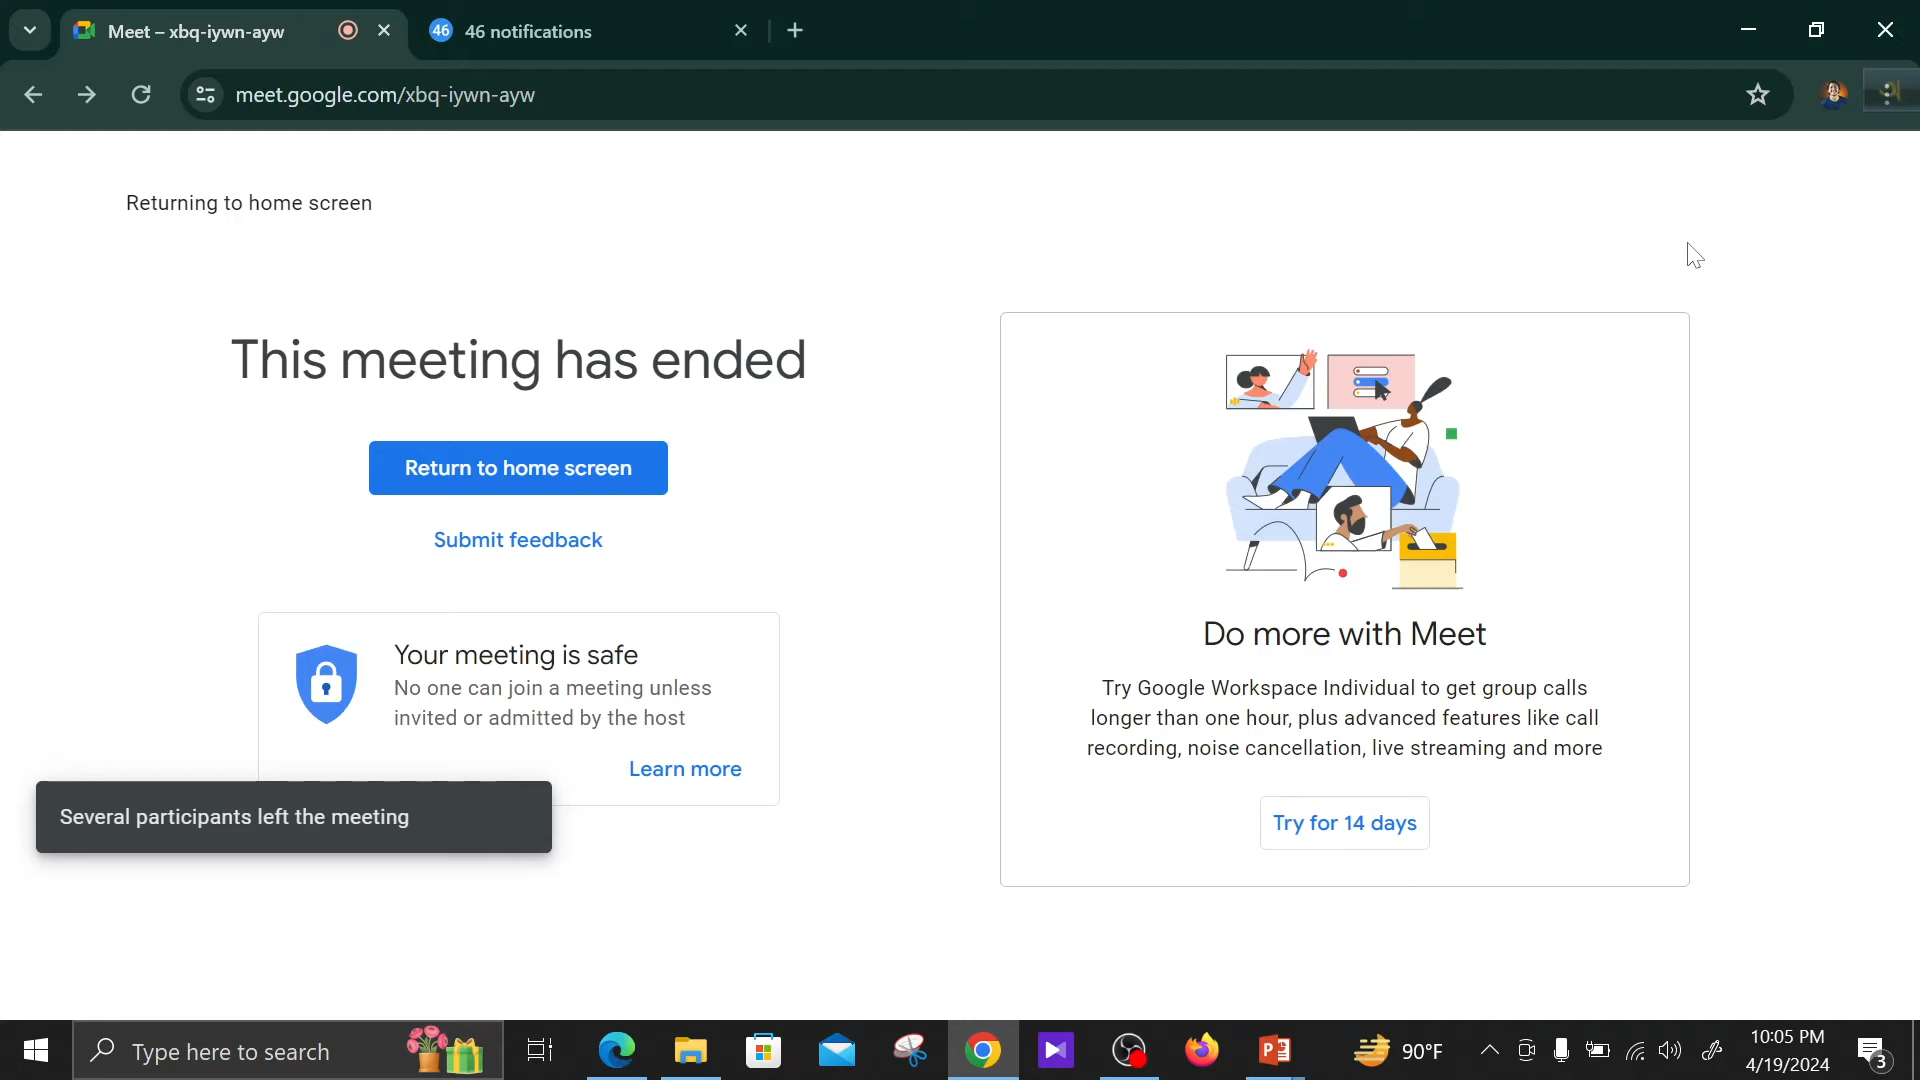 Meet – xbq-iywn-ayw
46
46 notifications
meet.google.com/xbq-iywn-ayw
Returning to home screen
This meeting has ended
Return to home screen
Submit feedback
Your meeting is safe
No one can join a meeting unless
invited or admitted by the host
Learn more
Several participants left the meeting
Do more with Meet
Try Google Workspace Individual to get group calls
longer than one hour, plus advanced features like call
recording, noise cancellation, live streaming and more
Try for 14 days
Type here to search
90°F
10:05 PM
4/19/2024
3